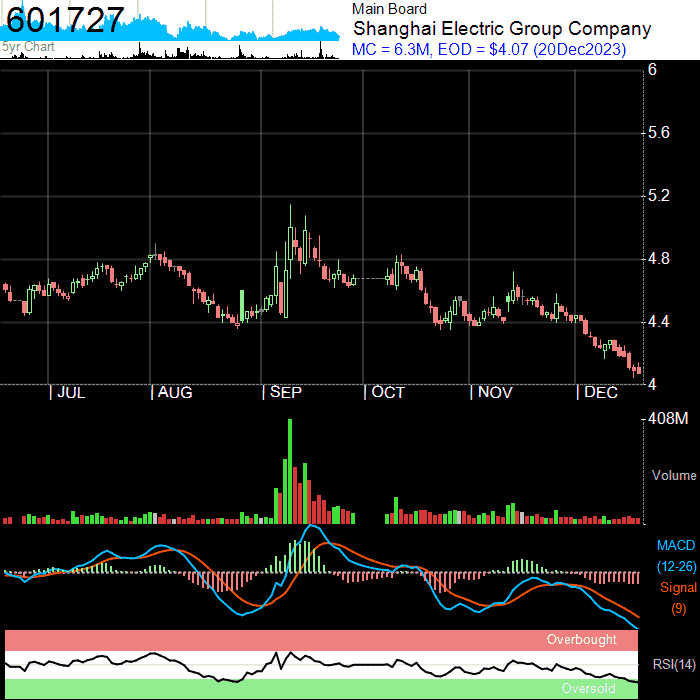 601727
5yr Chart
Main Board
Shanghai Electric Group Company
MC = 6.3M, EOD = $4.07 (20Dec2023)
6
5.6
5.2
4.8
4.4
4
JUL AUG SEP OCT NOV DEC
408M
Volume
MACD
(12-26)
Signal
(9)
Overbought
RSI(14)
Oversold